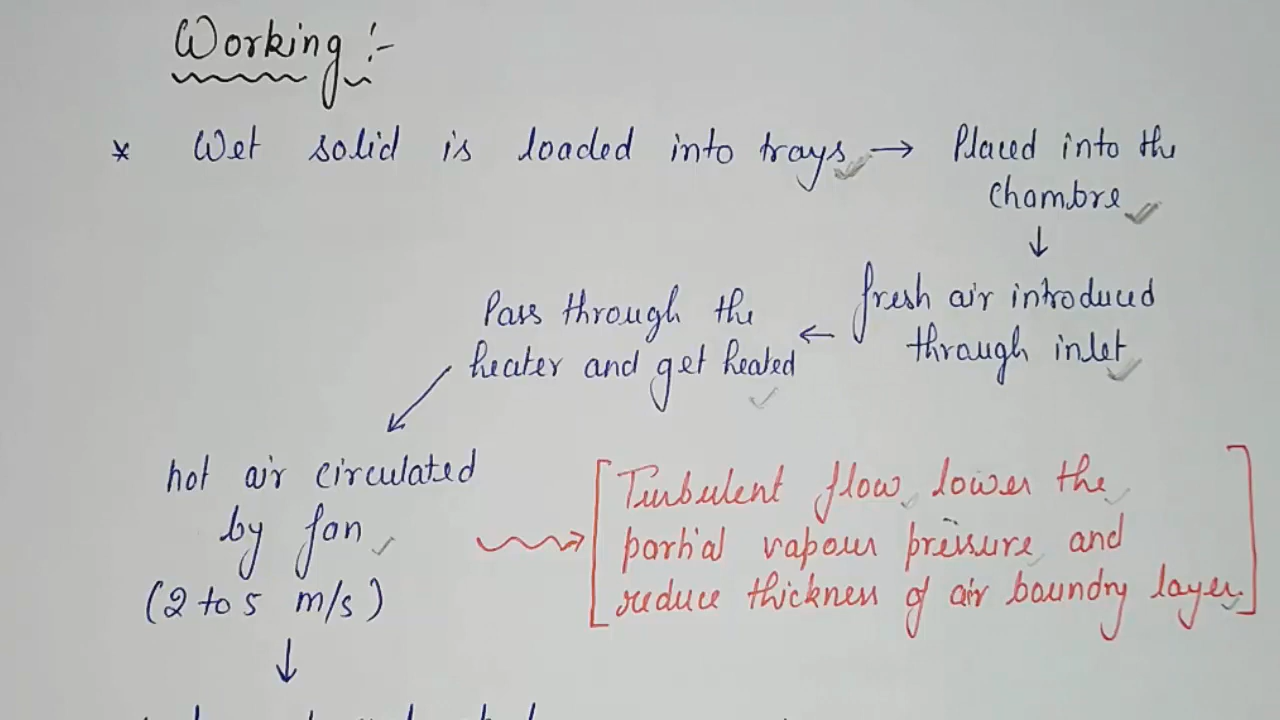 Working :-
* Wet solid is loaded into trays → Placed into the
chambre
↓
fresh air introduced
through inlet
←
Pass through the
heater and get heated
↙
hot air circulated
by fan
(2 to 5 m/s)
[Turbulent flow lower the
partial vapour pressure and
reduce thickness of air boundry layer]
↓